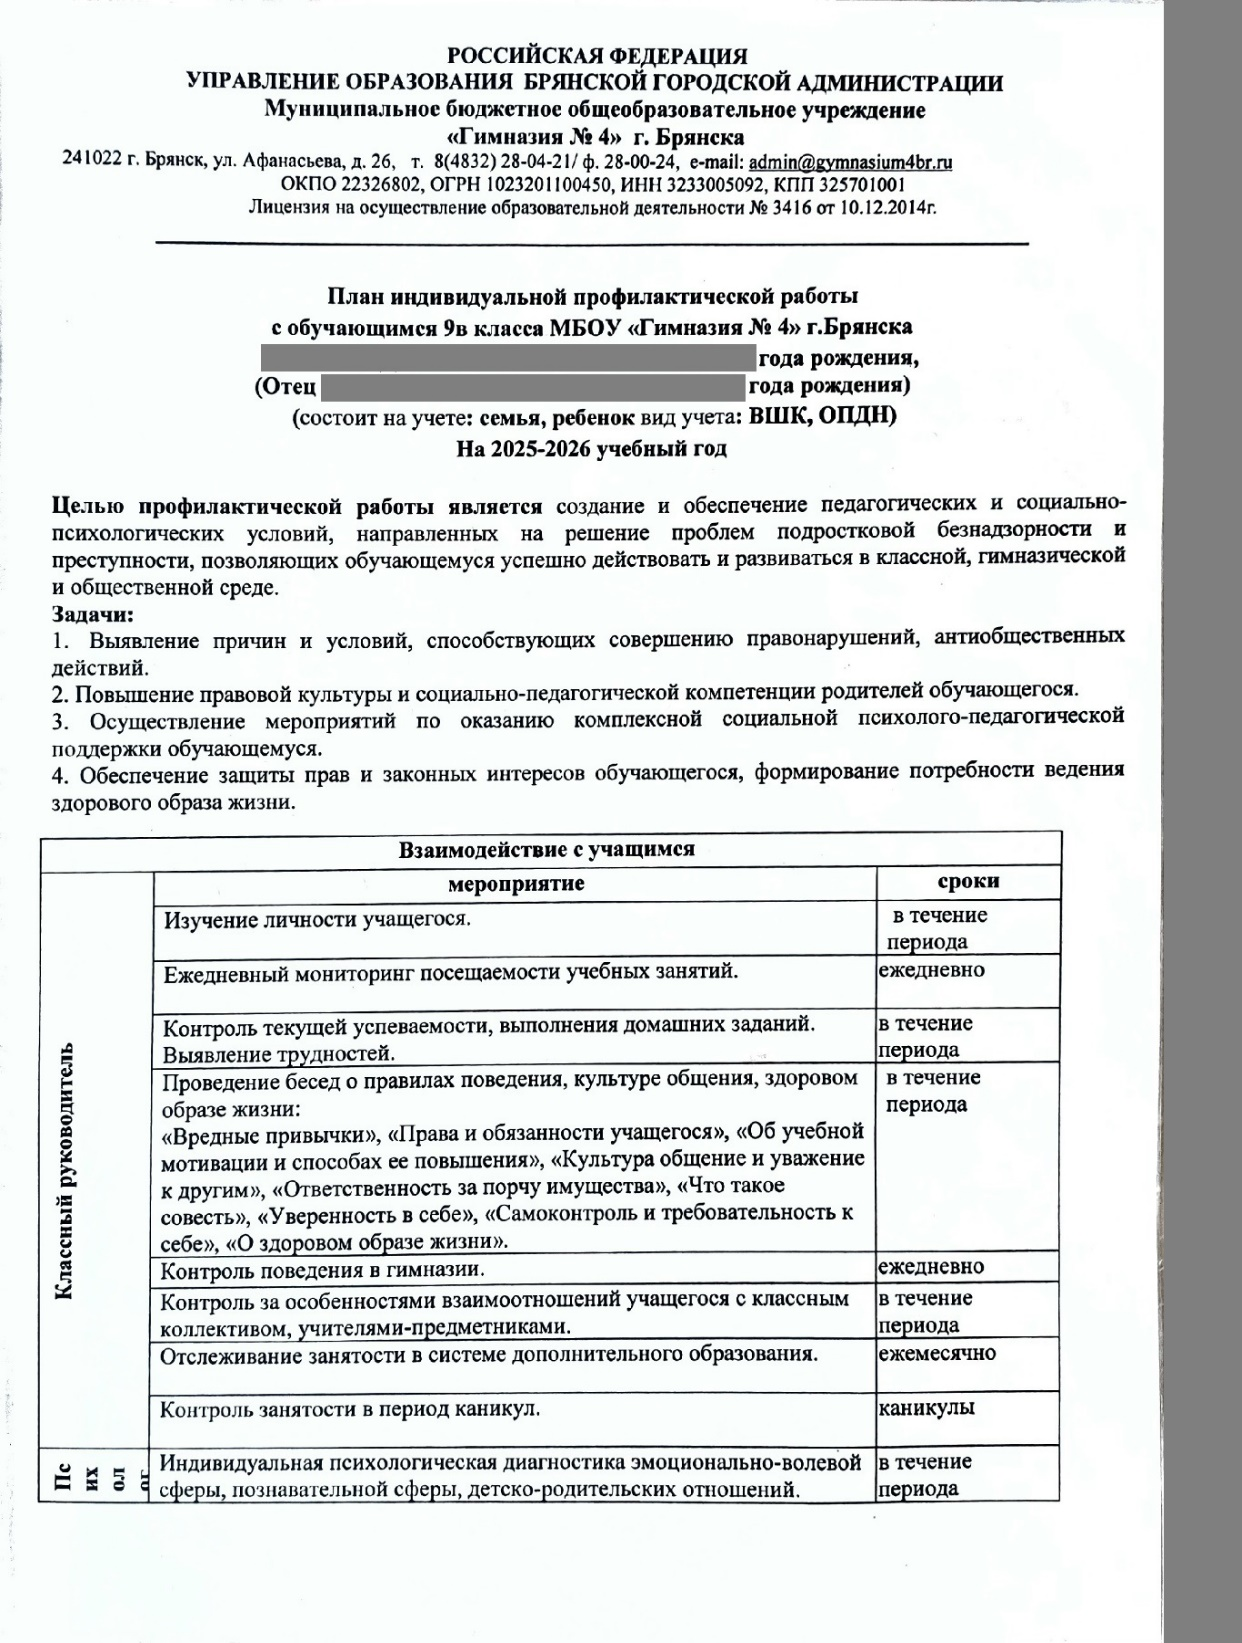 РОССИЙСКАЯ ФЕДЕРАЦИЯ
УПРАВЛЕНИЕ ОБРАЗОВАНИЯ БРЯНСКОЙ ГОРОДСКОЙ АДМИНИСТРАЦИИ
Муниципальное бюджетное общеобразовательное учреждение
«Гимназия № 4» г. Брянска
241022 г. Брянск, ул. Афанасьева, д. 26, т. 8(4832) 28-04-21/ ф. 28-00-24, e-mail: admin@gymnasium4br.ru
ОКПО 22326802, ОГРН 1023201100450, ИНН 3233005092, КПП 325701001
Лицензия на осуществление образовательной деятельности № 3416 от 10.12.2014г.
План индивидуальной профилактической работы
с обучающимся 9в класса МБОУ «Гимназия № 4» г.Брянска
года рождения,
(Отец года рождения)
(состоит на учете: семья, ребенок вид учета: ВШК, ОПДН)
На 2025-2026 учебный год
Целью профилактической работы является создание и обеспечение педагогических и социально-
психологических условий, направленных на решение проблем подростковой безнадзорности и
преступности, позволяющих обучающемуся успешно действовать и развиваться в классной, гимназической
и общественной среде.
Задачи:
1. Выявление причин и условий, способствующих совершению правонарушений, антиобщественных
действий.
2. Повышение правовой культуры и социально-педагогической компетенции родителей обучающегося.
3. Осуществление мероприятий по оказанию комплексной социальной психолого-педагогической
поддержки обучающемуся.
4. Обеспечение защиты прав и законных интересов обучающегося, формирование потребности ведения
здорового образа жизни.
Взаимодействие с учащимся
мероприятие сроки
Классный руководитель
Изучение личности учащегося. в течение
периода
Ежедневный мониторинг посещаемости учебных занятий. ежедневно
Контроль текущей успеваемости, выполнения домашних заданий. в течение
Выявление трудностей. периода
Проведение бесед о правилах поведения, культуре общения, здоровом в течение
образе жизни: периода
«Вредные привычки», «Права и обязанности учащегося», «Об учебной
мотивации и способах ее повышения», «Культура общение и уважение
к другим», «Ответственность за порчу имущества», «Что такое
совесть», «Уверенность в себе», «Самоконтроль и требовательность к
себе», «О здоровом образе жизни».
Контроль поведения в гимназии. ежедневно
Контроль за особенностями взаимоотношений учащегося с классным в течение
коллективом, учителями-предметниками. периода
Отслеживание занятости в системе дополнительного образования. ежемесячно
Контроль занятости в период каникул. каникулы
Пс
их
ол
ог
Индивидуальная психологическая диагностика эмоционально-волевой в течение
сферы, познавательной сферы, детско-родительских отношений. периода